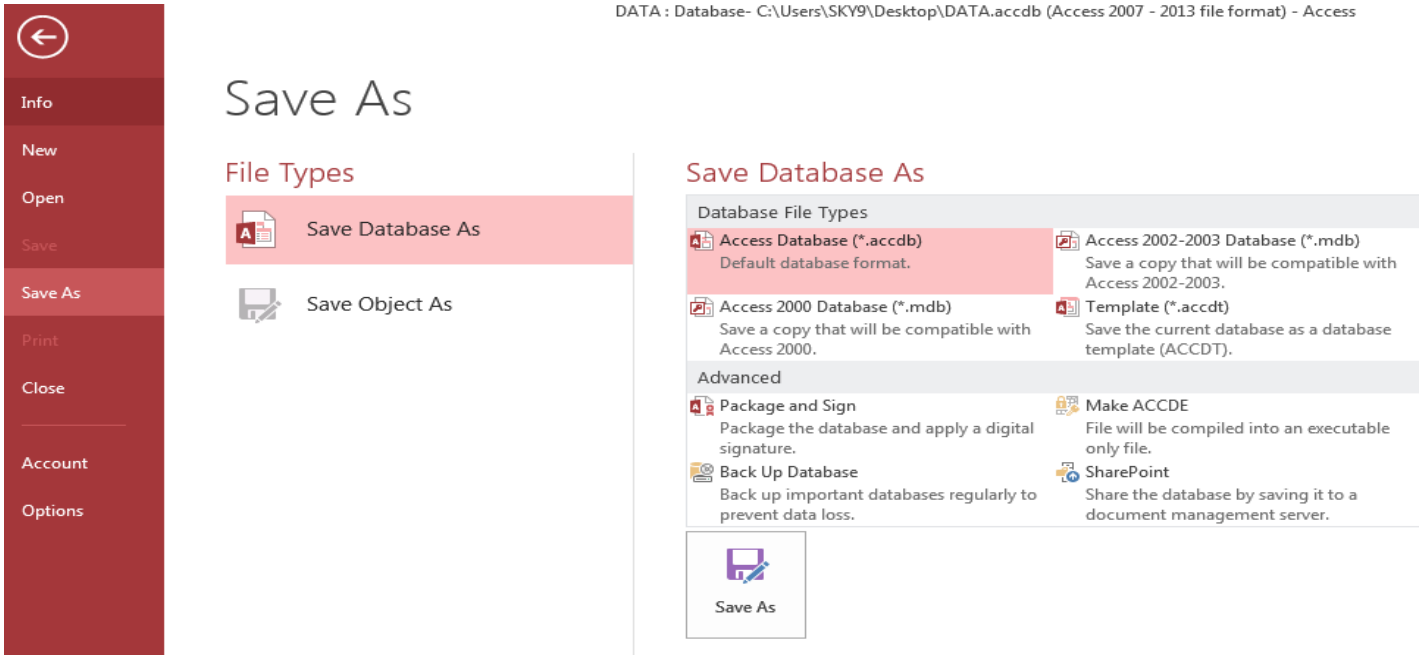 DATA : Database- C:\Users\SKY9\Desktop\DATA.accdb (Access 2007 - 2013 file format) - Access
Info
New
Open
Save
Save As
Print
Close
Account
Options
Save As
File Types
Save Database As
Save Object As
Save Database As
Database File Types
Access Database (*.accdb)
Default database format.
Access 2002-2003 Database (*.mdb)
Save a copy that will be compatible with
Access 2002-2003.
Access 2000 Database (*.mdb)
Save a copy that will be compatible with
Access 2000.
Template (*.accdt)
Save the current database as a database
template (ACCDT).
Advanced
Package and Sign
Package the database and apply a digital
signature.
Make ACCDE
File will be compiled into an executable
only file.
Back Up Database
Back up important databases regularly to
prevent data loss.
SharePoint
Share the database by saving it to a
document management server.
Save As